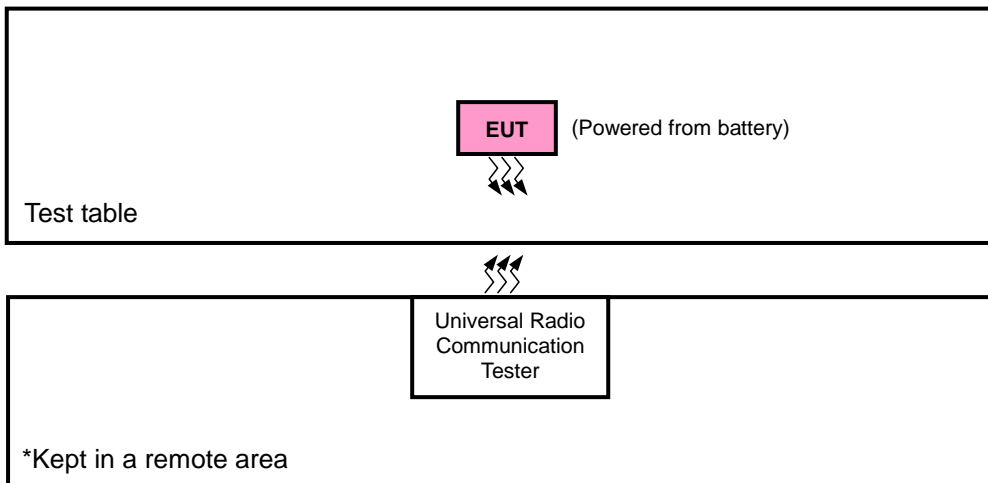 EUT
(Powered from battery)
Test table
Universal Radio
Communication
Tester
*Kept in a remote area